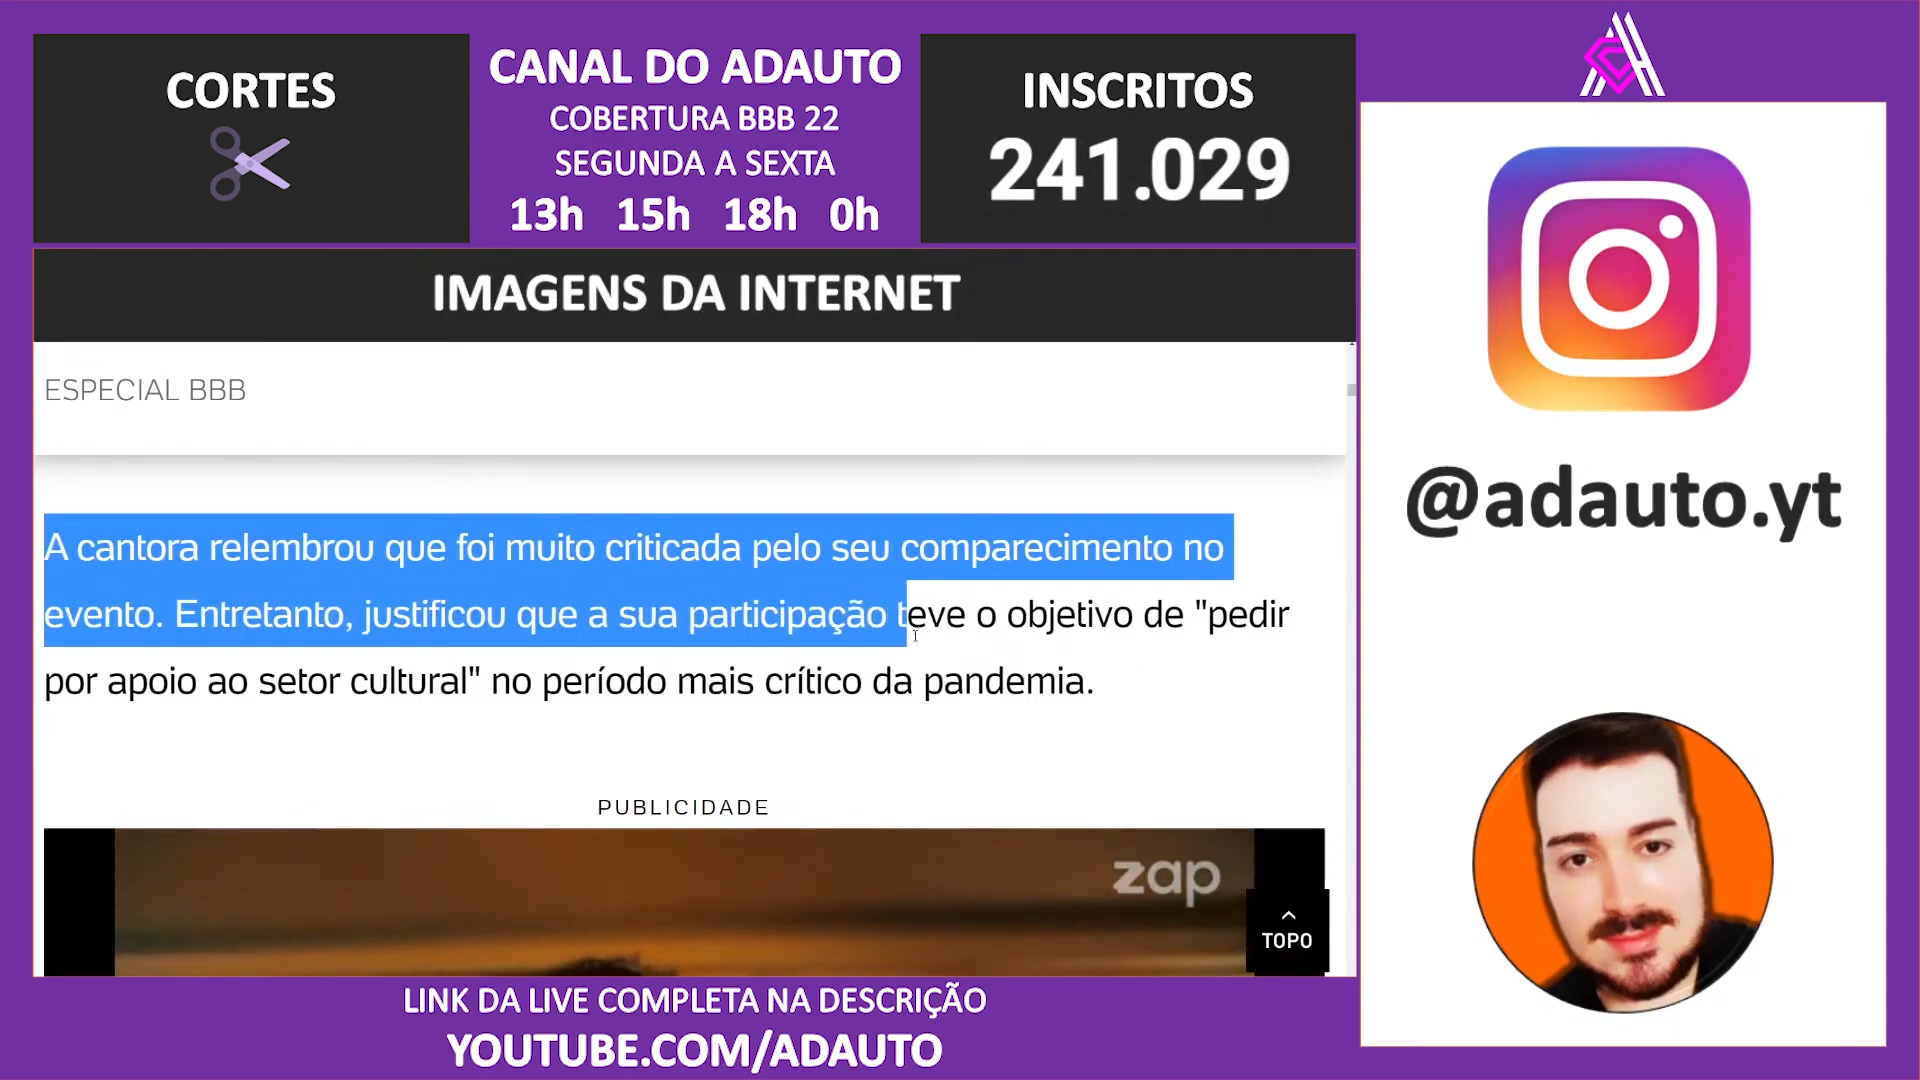 CORTES
CANAL DO ADAUTO
COBERTURA BBB 22
SEGUNDA A SEXTA
13h 15h 18h 0h
INSCRITOS
241.029
IMAGENS DA INTERNET
ESPECIAL BBB
A cantora relembrou que foi muito criticada pelo seu comparecimento no
evento. Entretanto, justificou que a sua participação teve o objetivo de "pedir
por apoio ao setor cultural" no período mais crítico da pandemia.
PUBLICIDADE
zap
TOPO
LINK DA LIVE COMPLETA NA DESCRIÇÃO
YOUTUBE.COM/ADAUTO
@adauto.yt